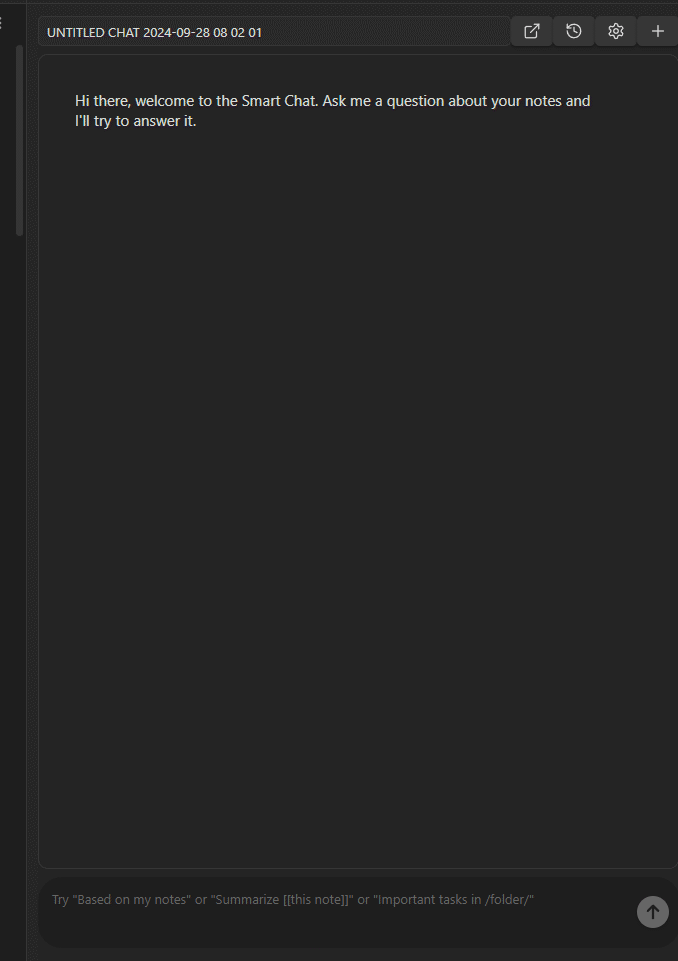 UNTITLED CHAT 2024-09-28 08 02 01
Hi there, welcome to the Smart Chat. Ask me a question about your notes and
I'll try to answer it.
Try "Based on my notes" or "Summarize [[this note]]" or "Important tasks in /folder/"